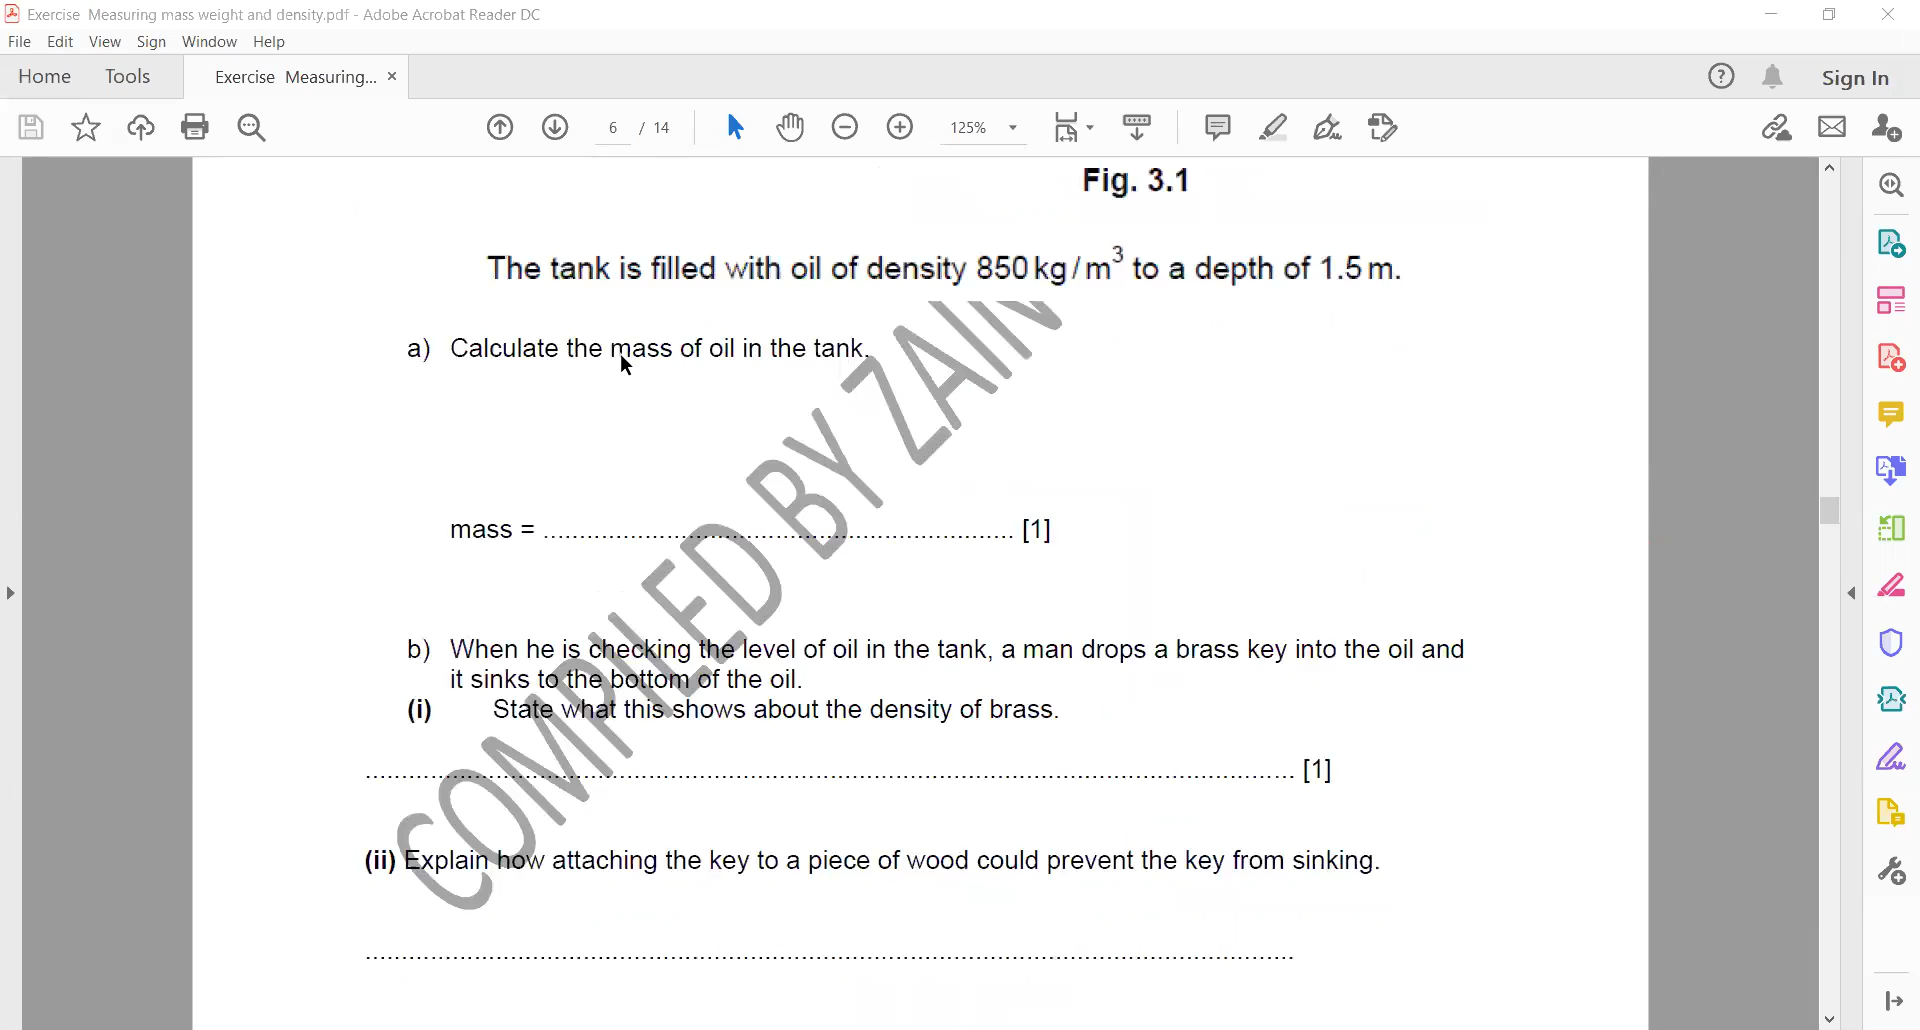 Exercise  Measuring mass weight and density.pdf - Adobe Acrobat Reader DC
File Edit View Sign Window Help
Home Tools Exercise  Measuring... × Sign In
6 / 14 125%
Fig. 3.1
The tank is filled with oil of density 850 kg/m³ to a depth of 1.5 m.
a) Calculate the mass of oil in the tank.
mass = .................................................................. [1]
b) When he is checking the level of oil in the tank, a man drops a brass key into the oil and
it sinks to the bottom of the oil.
(i) State what this shows about the density of brass.
.................................................................................................................................. [1]
(ii) Explain how attaching the key to a piece of wood could prevent the key from sinking.
..................................................................................................................................
COMPILED BY ZAIN